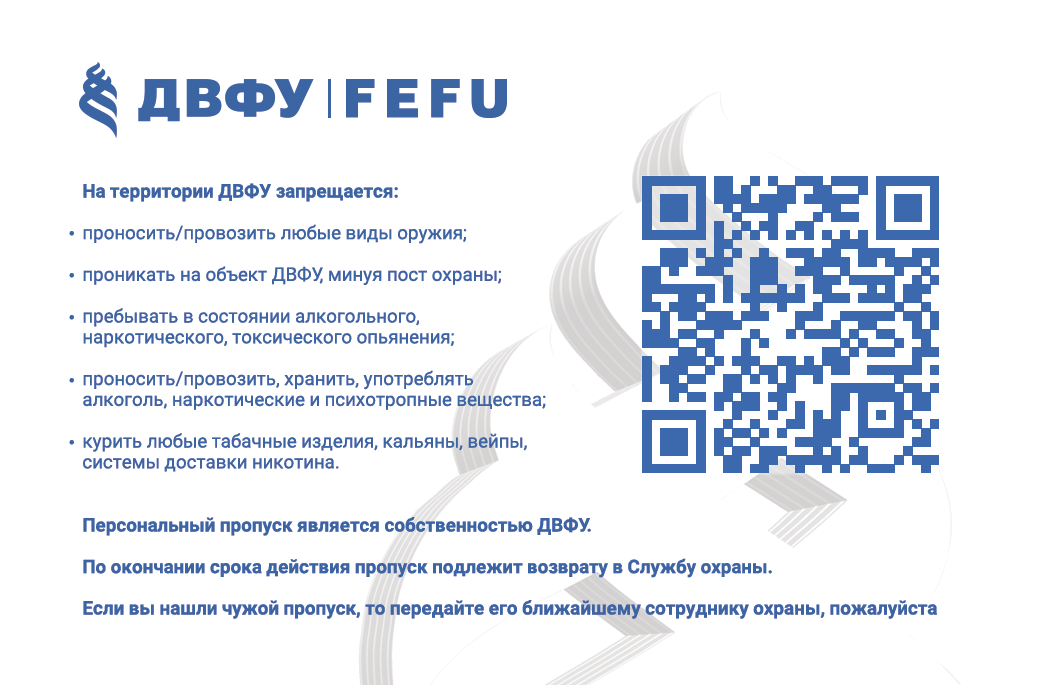 ДВФУ | FEFU
На территории ДВФУ запрещается:
• проносить/провозить любые виды оружия;
• проникать на объект ДВФУ, минуя пост охраны;
• пребывать в состоянии алкогольного,
наркотического, токсического опьянения;
• проносить/провозить, хранить, употреблять
алкоголь, наркотические и психотропные вещества;
• курить любые табачные изделия, кальяны, вейпы,
системы доставки никотина.
Персональный пропуск является собственностью ДВФУ.
По окончании срока действия пропуск подлежит возврату в Службу охраны.
Если вы нашли чужой пропуск, то передайте его ближайшему сотруднику охраны, пожалуйста